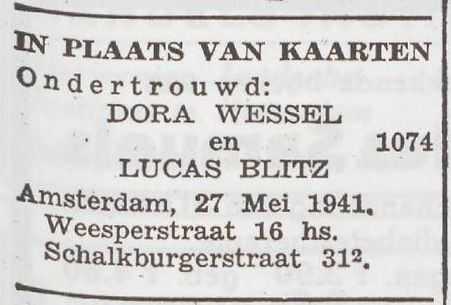 IN PLAATS VAN KAARTEN
Ondertrouwd:
DORA WESSEL
en 1074
LUCAS BLITZ
Amsterdam, 27 Mei 1941.
Weesperstraat 16 hs.
Schalkburgerstraat 31².